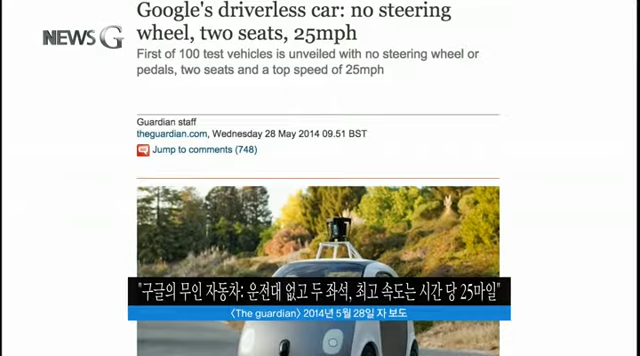 Google's driverless car: no steering
wheel, two seats, 25mph
NEWS G
First of 100 test vehicles is unveiled with no steering wheel or
pedals, two seats and a top speed of 25mph
Guardian staff
theguardian.com, Wednesday 28 May 2014 09.51 BST
Jump to comments (748)
"구글의 무인 자동차: 운전대 없고 두 좌석, 최고 속도는 시간 당 25마일"
〈The guardian〉 2014년 5월 28일 자 보도